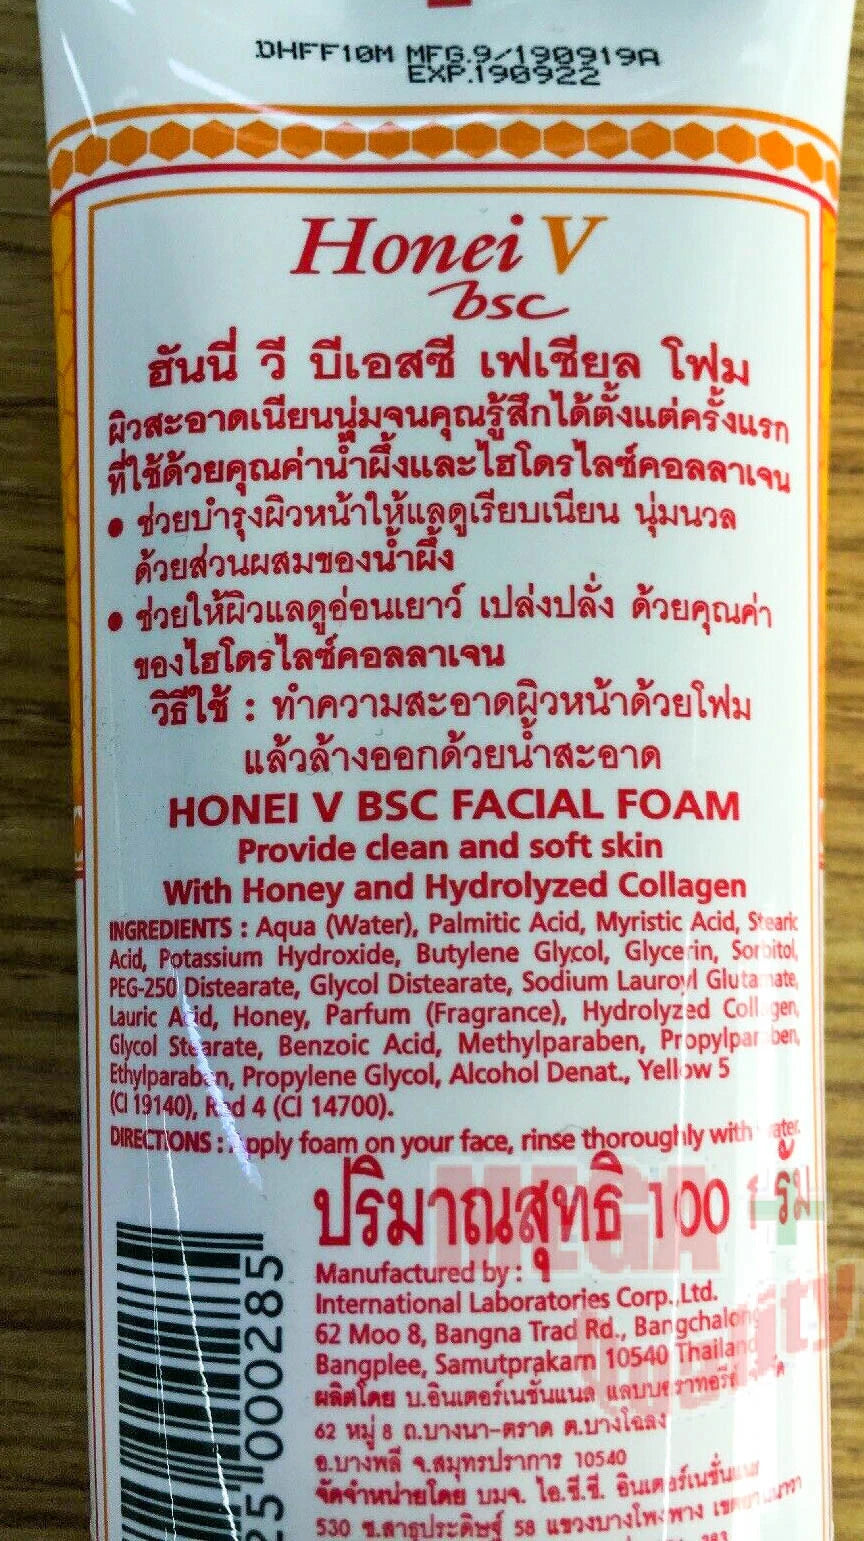 DHFF10M MFG.9/190919A
EXP.190922
Honei V
bsc
ฮันนี่ วี บีเอสซี เฟเชียล โฟม
ผิวสะอาดเนียนนุ่มจนคุณรู้สึกได้ตั้งแต่ครั้งแรก
ที่ใช้ด้วยคุณค่าน้ำผึ้งและไฮโดรไลซ์คอลลาเจน
• ช่วยบำรุงผิวหน้าให้แลดูเรียบเนียน นุ่มนวล
ด้วยส่วนผสมของน้ำผึ้ง
• ช่วยให้ผิวแลดูอ่อนเยาว์ เปล่งปลั่ง ด้วยคุณค่า
ของไฮโดรไลซ์คอลลาเจน
วิธีใช้ : ทำความสะอาดผิวหน้าด้วยโฟม
แล้วล้างออกด้วยน้ำสะอาด
HONEI V BSC FACIAL FOAM
Provide clean and soft skin
With Honey and Hydrolyzed Collagen
INGREDIENTS : Aqua (Water), Palmitic Acid, Myristic Acid, Stearic
Acid, Potassium Hydroxide, Butylene Glycol, Glycerin, Sorbitol,
PEG-250 Distearate, Glycol Distearate, Sodium Lauroyl Glutamate,
Lauric Acid, Honey, Parfum (Fragrance), Hydrolyzed Collagen,
Glycol Stearate, Benzoic Acid, Methylparaben, Propylparaben,
Ethylparaben, Propylene Glycol, Alcohol Denat., Yellow 5
(CI 19140), Red 4 (CI 14700).
DIRECTIONS : Apply foam on your face, rinse thoroughly with water.
ปริมาณสุทธิ 100 กรัม
MEGA
Quality
Manufactured by :
International Laboratories Corp.,Ltd.
62 Moo 8, Bangna Trad Rd., Bangchalong
Bangplee, Samutprakarn 10540 Thailand
ผลิตโดย บ.อินเตอร์เนชั่นแนล แลบบอราทอรีส์ จำกัด
62 หมู่ 8 ถ.บางนา-ตราด ต.บางโฉลง
อ.บางพลี จ.สมุทรปราการ 10540
จัดจำหน่ายโดย บมจ. ไอ.ซี.ซี. อินเตอร์เนชั่นแนล
530 ซ.สาธุประดิษฐ์ 58 แขวงบางโพงพาง เขตยานนาวา
25 000285